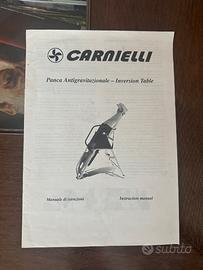 CARNIELLI
Panca Antigravitazionale - Inversion Table
Manuale di istruzioni
Instruction manual
subito